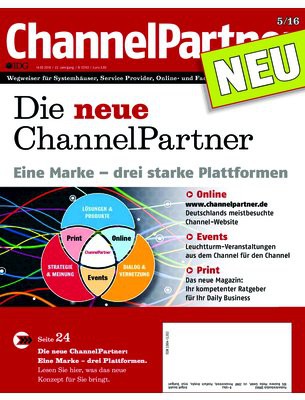 ChannelPartner
5/16
NEU
IDG
Wegweiser für Systemhäuser, Service Provider, Online- und
Die neue
ChannelPartner
Eine Marke – drei starke Plattformen
LÖSUNGEN &
PRODUKTE
Print
Online
ChannelPartner
STRATEGIE &
MEINUNG
Events
DIALOG &
VERNETZUNG
Online
www.channelpartner.de
Deutschlands meistbesuchte
Channel-Website
Events
Leuchtturm-Veranstaltungen
aus dem Channel für den Channel
Print
Das neue Magazin:
Ihr kompetenter Ratgeber
für Ihr Daily Business
Seite 24
Die neue ChannelPartner:
Eine Marke – drei Plattformen.
Lesen Sie hier, was das neue
Konzept für Sie bringt.